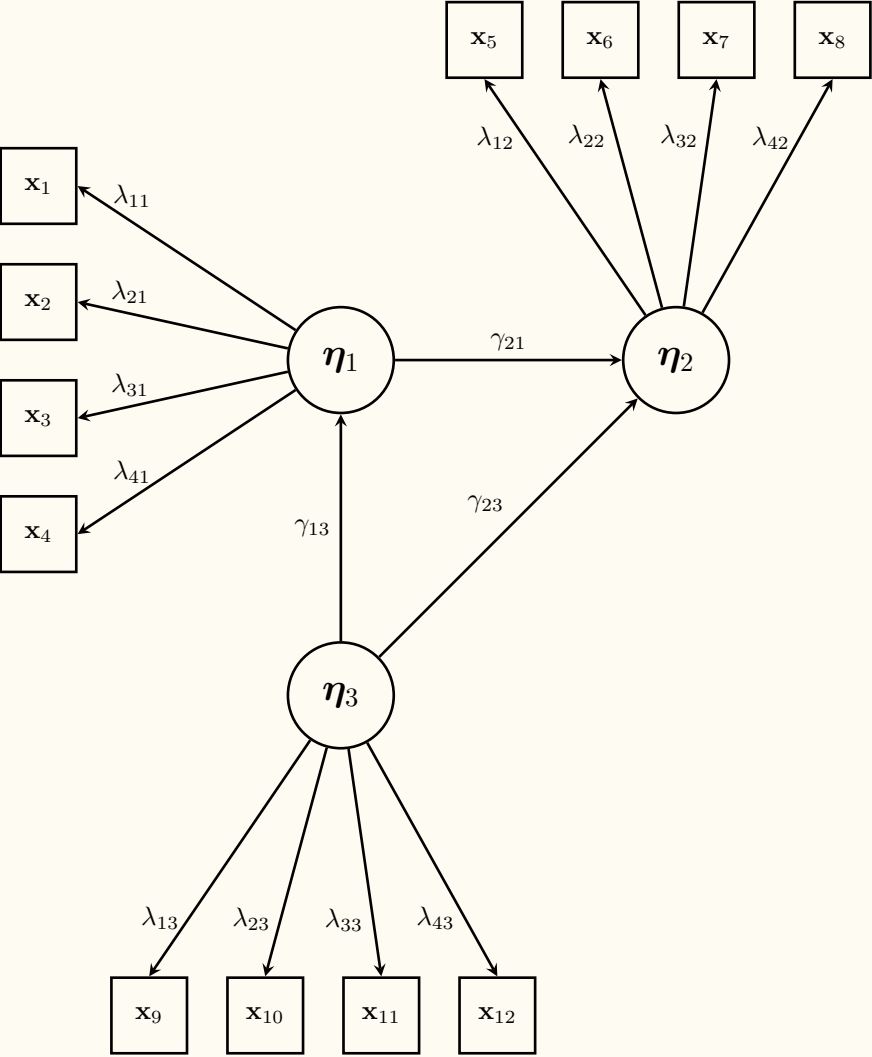 x₅ x₆ x₇ x₈
λ₁₂ λ₂₂ λ₃₂ λ₄₂
x₁
λ₁₁
x₂
λ₂₁
x₃
λ₃₁
x₄
λ₄₁
η₁
γ₂₁
η₂
γ₁₃
γ₂₃
η₃
λ₁₃ λ₂₃ λ₃₃ λ₄₃
x₉ x₁₀ x₁₁ x₁₂